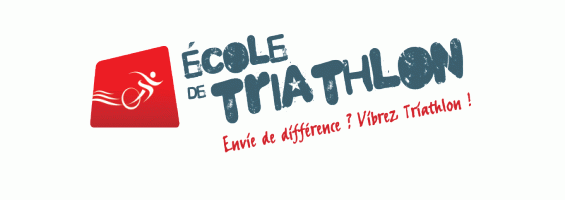 ÉCOLE
DE TRIATHLON
Envie de différence ? Vibrez, Triathlon !